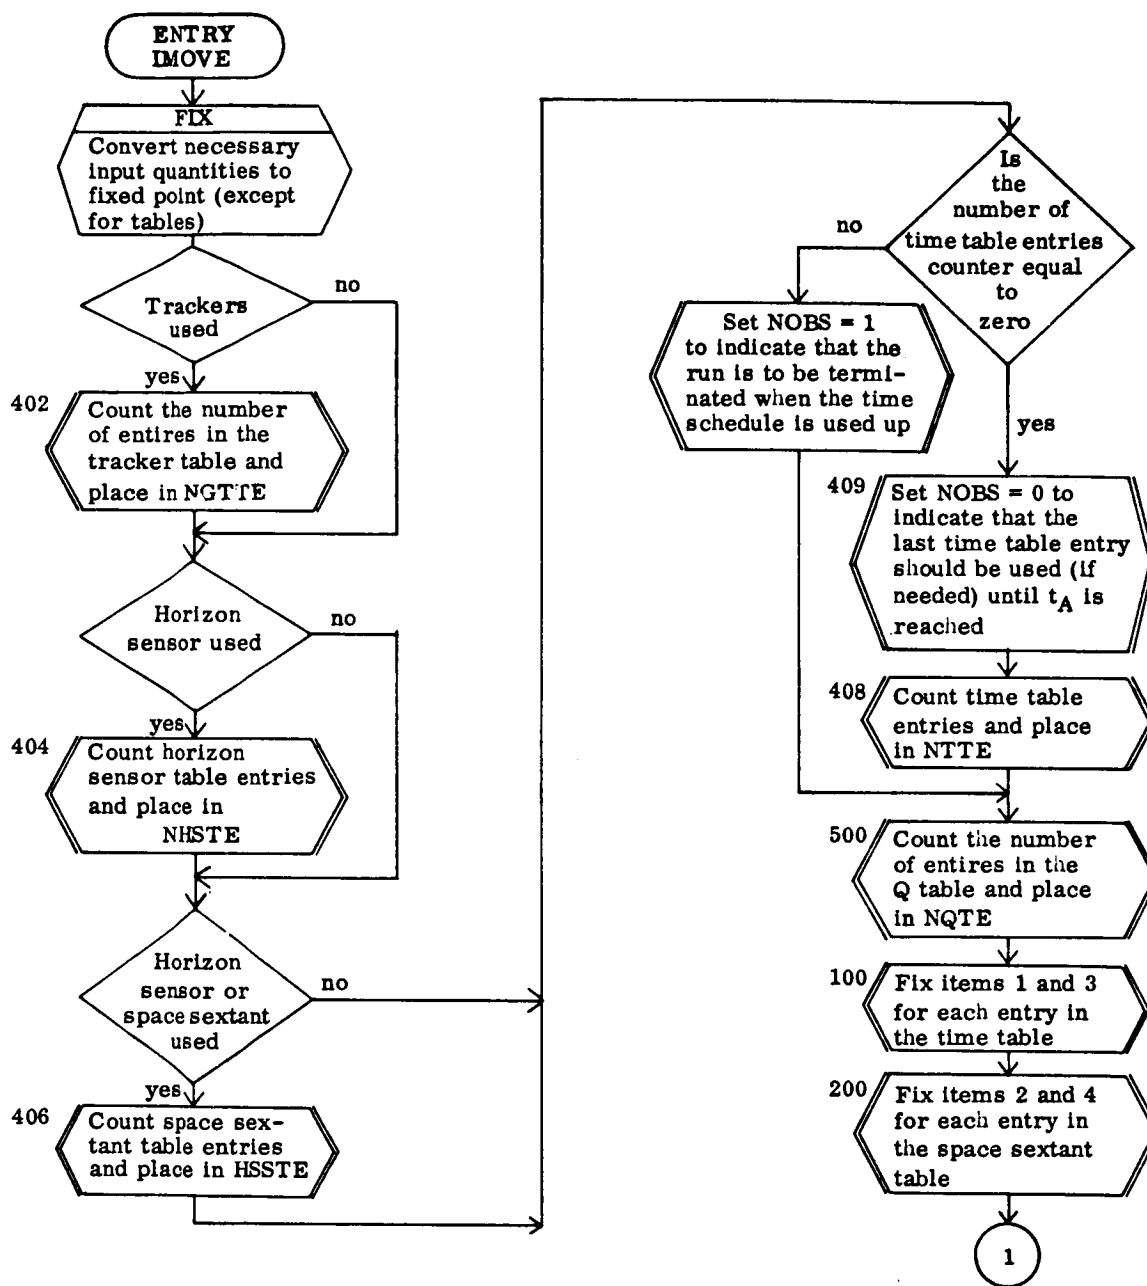 ENTRY
IMOVE
FIX
Convert necessary
input quantities to
fixed point (except
for tables)
Trackers
used
no
yes
402
Count the number
of entires in the
tracker table and
place in NGTTE
Horizon
sensor used
no
yes
404
Count horizon
sensor table entries
and place in
NHSTE
Horizon
sensor or
space sextant
used
no
yes
406
Count space sex-
tant table entries
and place in HSSTE
Is
the
number of
time table entries
counter equal
to
zero
no
Set NOBS = 1
to indicate that the
run is to be termi-
nated when the time
schedule is used up
yes
409
Set NOBS = 0 to
indicate that the
last time table entry
should be used (if
needed) until tA is
reached
408
Count time table
entries and place
in NTTE
500
Count the number
of entires in the
Q table and place
in NQTE
100
Fix items 1 and 3
for each entry in
the time table
200
Fix items 2 and 4
for each entry in
the space sextant
table
1